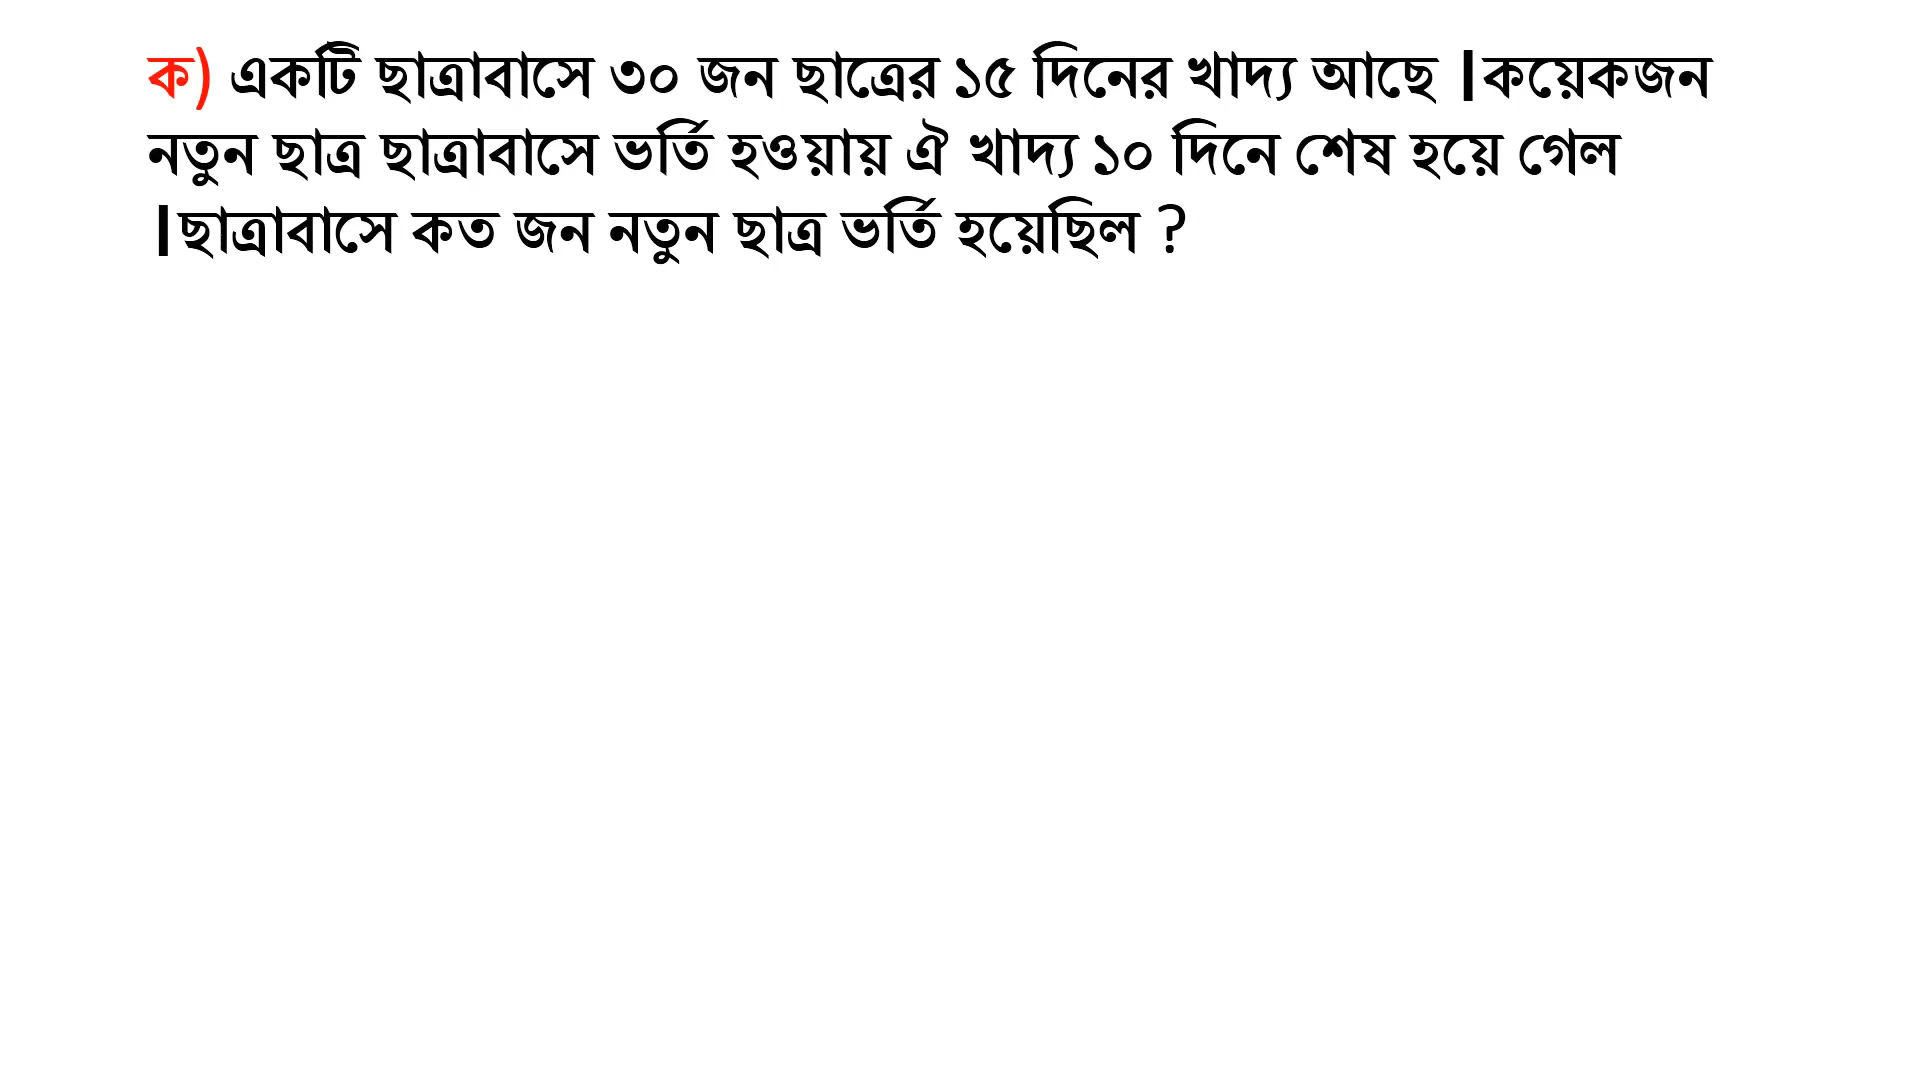 ক) একটি ছাত্রাবাসে ৩০ জন ছাত্রের ১৫ দিনের খাদ্য আছে |কয়েকজন
নতুন ছাত্র ছাত্রাবাসে ভর্তি হওয়ায় ঐ খাদ্য ১০ দিনে শেষ হয়ে গেল
|ছাত্রাবাসে কত জন নতুন ছাত্র ভর্তি হয়েছিল ?